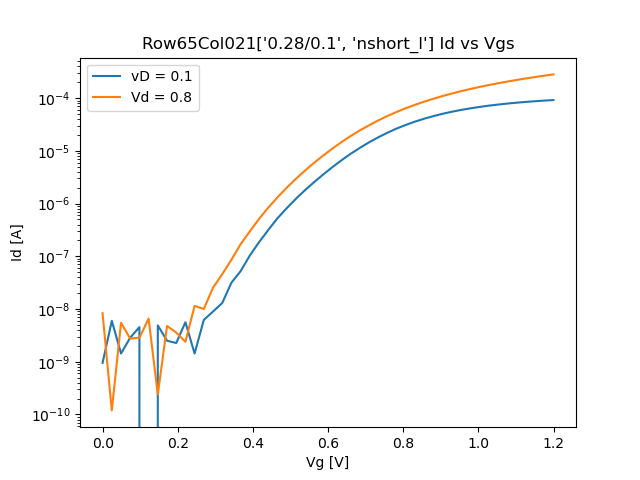 Row65Col021['0.28/0.1', 'nshort_l'] Id vs Vgs
vD = 0.1
Vd = 0.8
Id [A]
10⁻⁴
10⁻⁵
10⁻⁶
10⁻⁷
10⁻⁸
10⁻⁹
10⁻¹⁰
0.0 0.2 0.4 0.6 0.8 1.0 1.2
Vg [V]